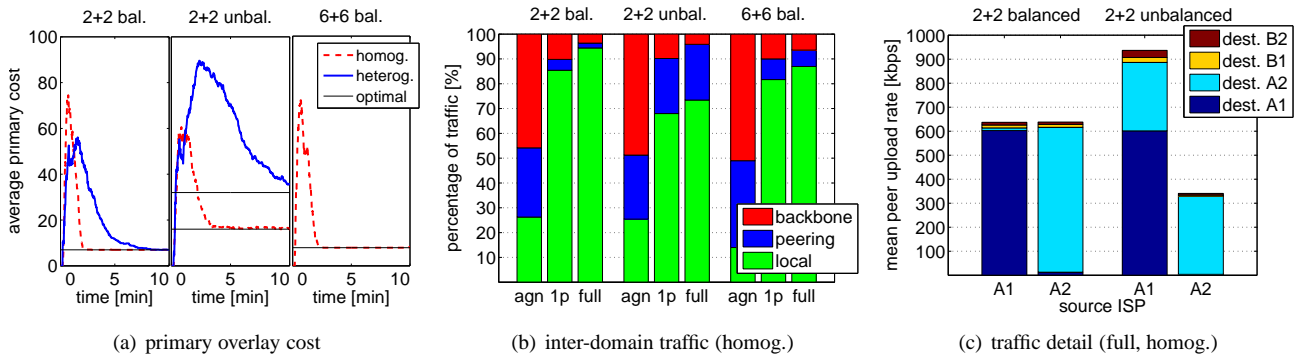 2+2 bal. 2+2 unbal. 6+6 bal.
100
80
60
40
20
0
average primary cost
homog.
heterog.
optimal
0 5 0 5 10 0 5 10
time [min] time [min] time [min]
(a) primary overlay cost
2+2 bal. 2+2 unbal. 6+6 bal.
100
90
80
70
60
50
40
30
20
10
percentage of traffic [%]
backbone
peering
local
agn 1p full agn 1p full agn 1p full
(b) inter-domain traffic (homog.)
2+2 balanced 2+2 unbalanced
1000
900
800
700
600
500
400
300
200
100
mean peer upload rate [kbps]
dest. B2
dest. B1
dest. A2
dest. A1
A1 A2 A1 A2
source ISP
(c) traffic detail (full, homog.)